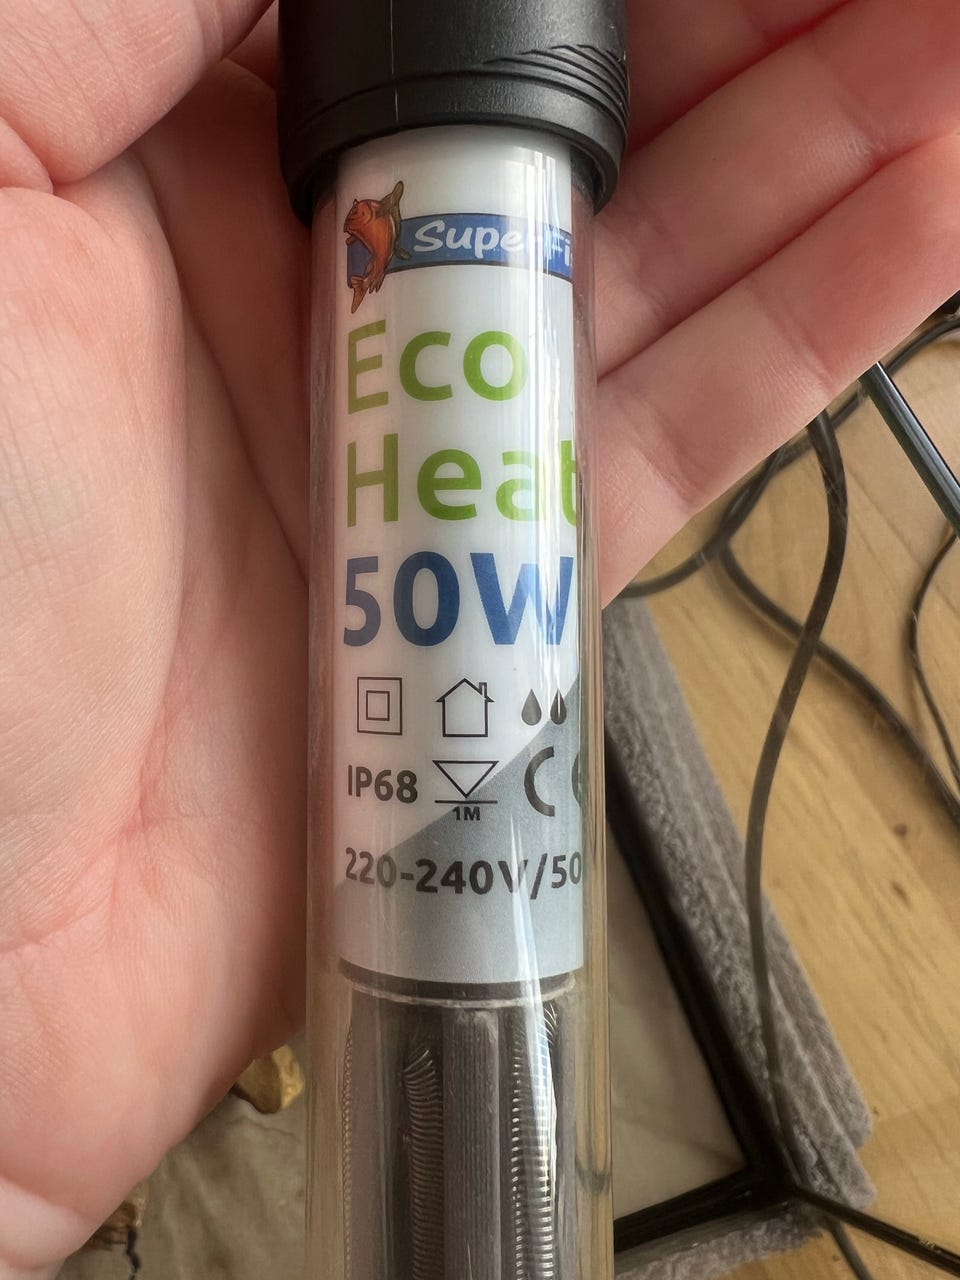 SuperFi
Eco
Heat
50W
IP68
1M
C€
220-240V/50